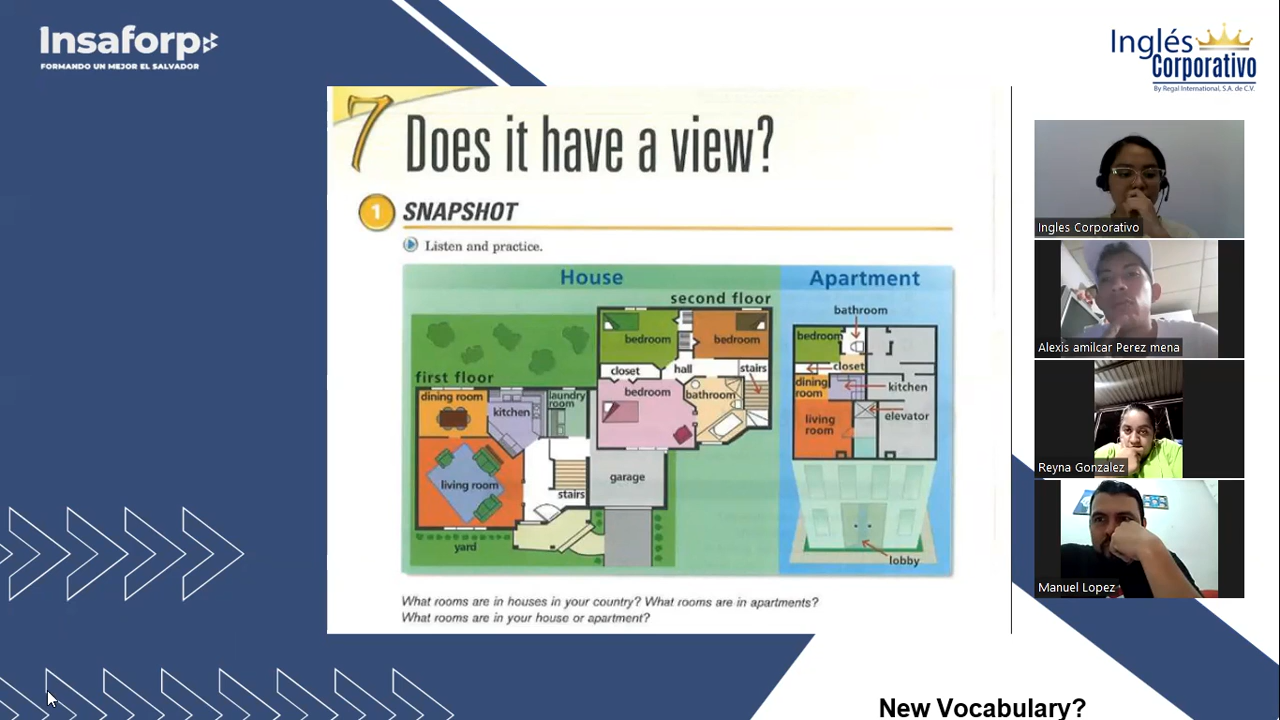 Insaforp
FORMANDO UN MEJOR EL SALVADOR
Inglés
Corporativo
By Regal International, S.A. de C.V.
7 Does it have a view?
1 SNAPSHOT
Listen and practice.
House
Apartment
second floor
first floor
bedroom
bedroom
closet
hall
stairs
bedroom
bathroom
dining room
kitchen
laundry
room
living room
stairs
garage
yard
bathroom
bedroom
closet
dining
room
kitchen
living
room
elevator
lobby
What rooms are in houses in your country? What rooms are in apartments?
What rooms are in your house or apartment?
New Vocabulary?
Ingles Corporativo
Alexis amilcar Perez mena
Reyna Gonzalez
Manuel Lopez